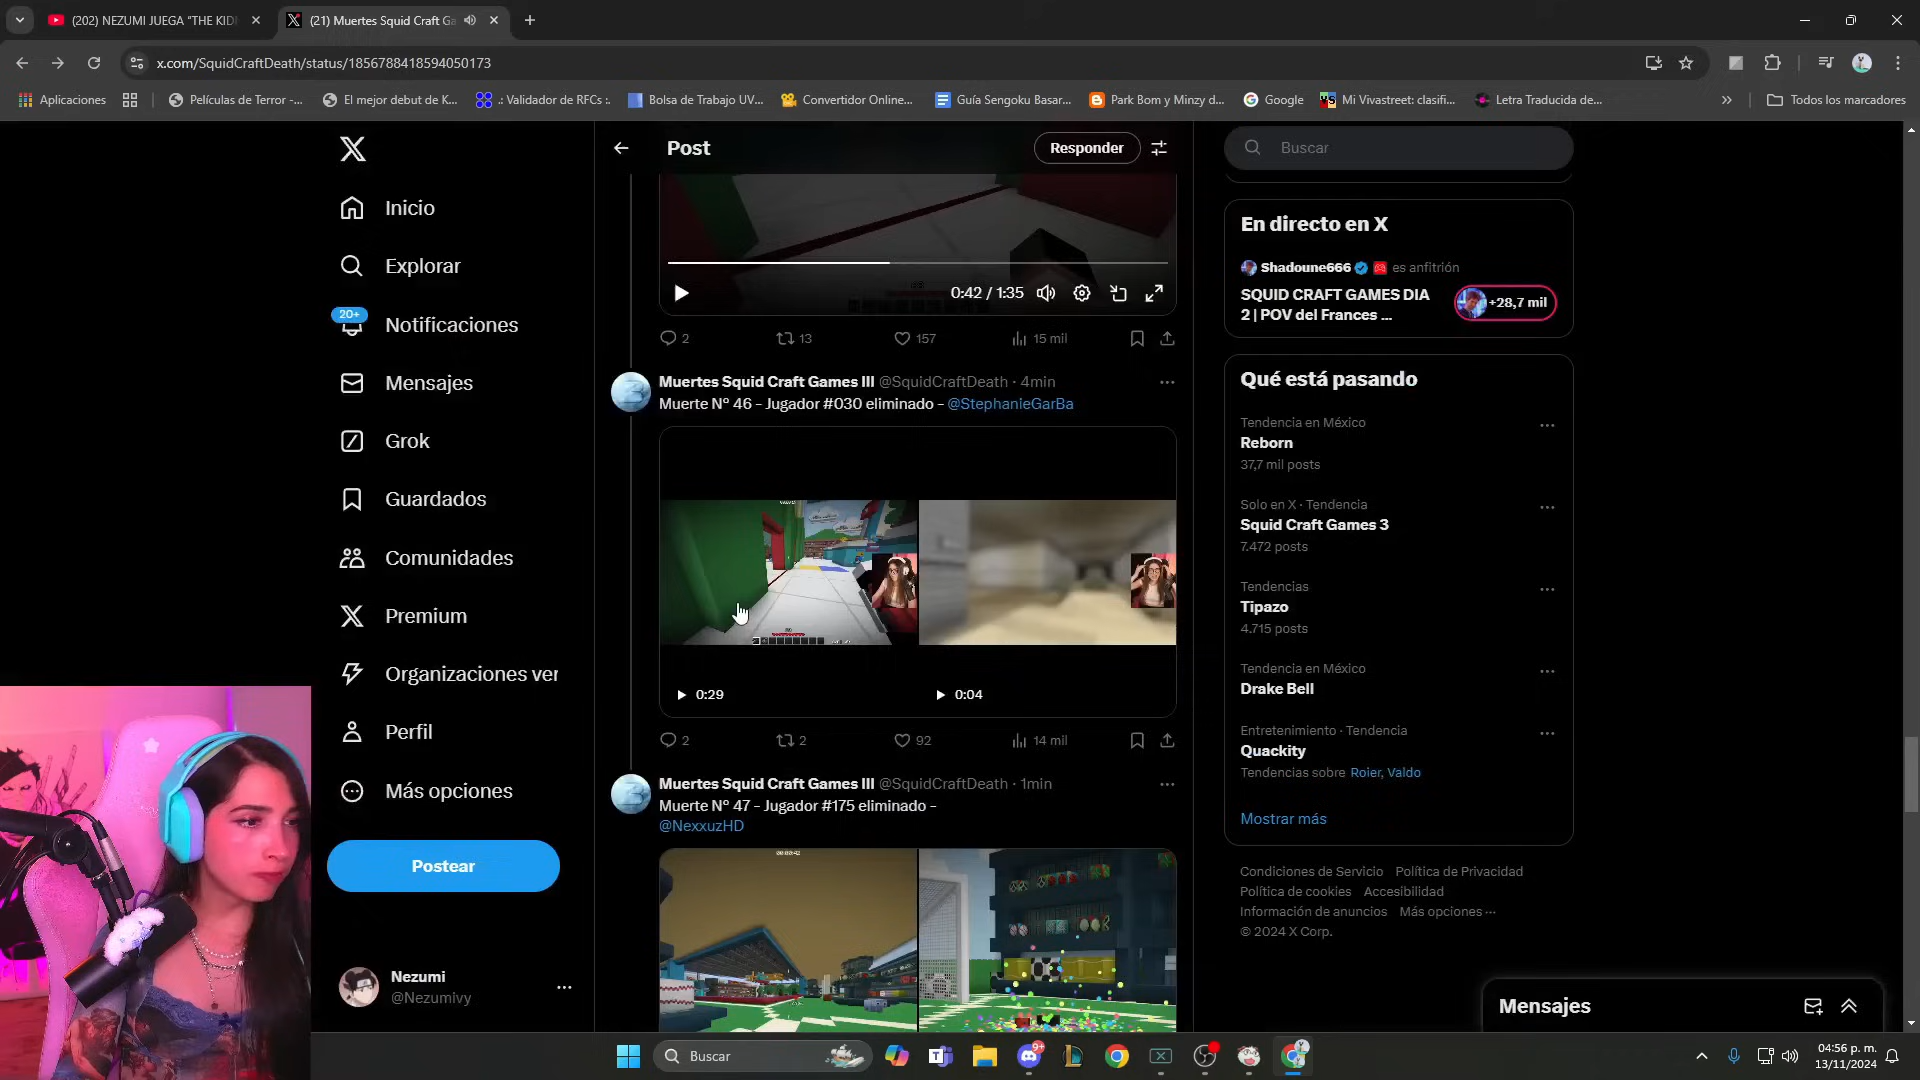 (202) NEZUMI JUEGA "THE KID
(21) Muertes Squid Craft Ga
x.com/SquidCraftDeath/status/1856788418594050173
Aplicaciones
Películas de Terror -...
El mejor debut de K...
.: Validador de RFCs :.
Bolsa de Trabajo UV...
Convertidor Online...
Guía Sengoku Basar...
Park Bom y Minzy d...
Google
Mi Vivastreet: clasifi...
Letra Traducida de...
Todos los marcadores
Inicio
Explorar
20+
Notificaciones
Mensajes
Grok
Guardados
Comunidades
Premium
Organizaciones ver
Perfil
Más opciones
Postear
Nezumi
@Nezumivy
Post
Responder
0:42 / 1:35
2
13
157
15 mil
Muertes Squid Craft Games III @SquidCraftDeath · 4min
Muerte Nº 46 - Jugador #030 eliminado - @StephanieGarBa
0:29
0:04
2
2
92
14 mil
Muertes Squid Craft Games III @SquidCraftDeath · 1min
Muerte Nº 47 - Jugador #175 eliminado -
@NexxuzHD
Buscar
En directo en X
Shadoune666 es anfitrión
SQUID CRAFT GAMES DIA
2 | POV del Frances ...
+28,7 mil
Qué está pasando
Tendencia en México
Reborn
37,7 mil posts
Solo en X · Tendencia
Squid Craft Games 3
7.472 posts
Tendencias
Tipazo
4.715 posts
Tendencia en México
Drake Bell
Entretenimiento · Tendencia
Quackity
Tendencias sobre Roier, Valdo
Mostrar más
Condiciones de Servicio Política de Privacidad
Política de cookies Accesibilidad
Información de anuncios Más opciones ···
© 2024 X Corp.
Mensajes
Buscar
9+
04:56 p. m.
13/11/2024